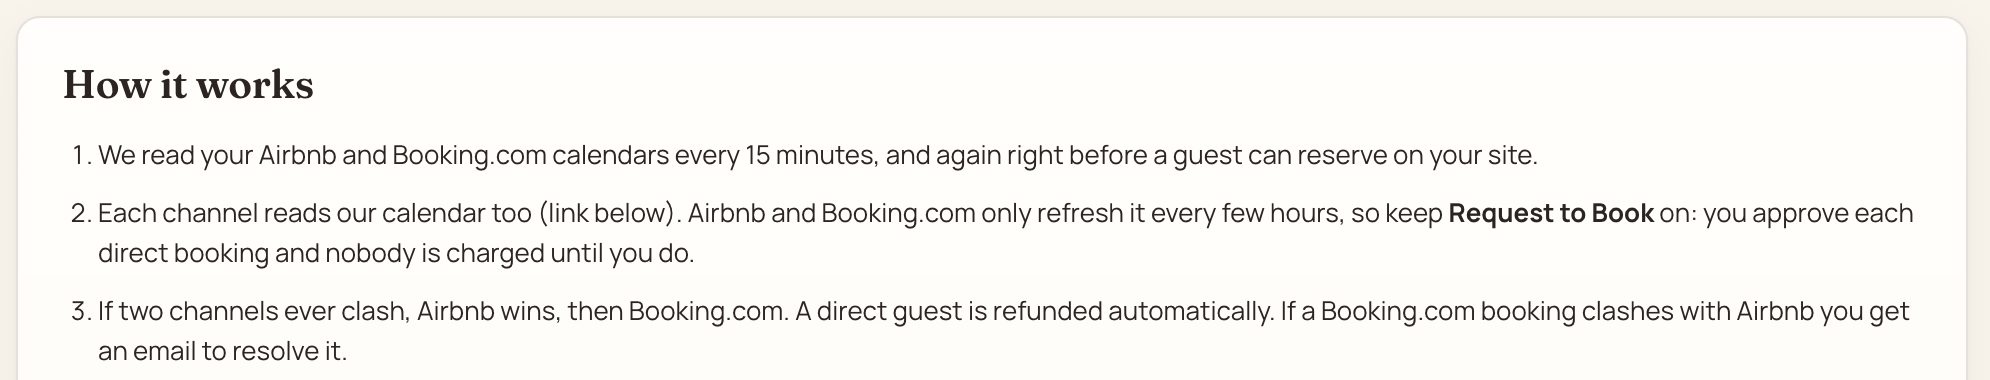 How it works
1. We read your Airbnb and Booking.com calendars every 15 minutes, and again right before a guest can reserve on your site.
2. Each channel reads our calendar too (link below). Airbnb and Booking.com only refresh it every few hours, so keep Request to Book on: you approve each
direct booking and nobody is charged until you do.
3. If two channels ever clash, Airbnb wins, then Booking.com. A direct guest is refunded automatically. If a Booking.com booking clashes with Airbnb you get
an email to resolve it.